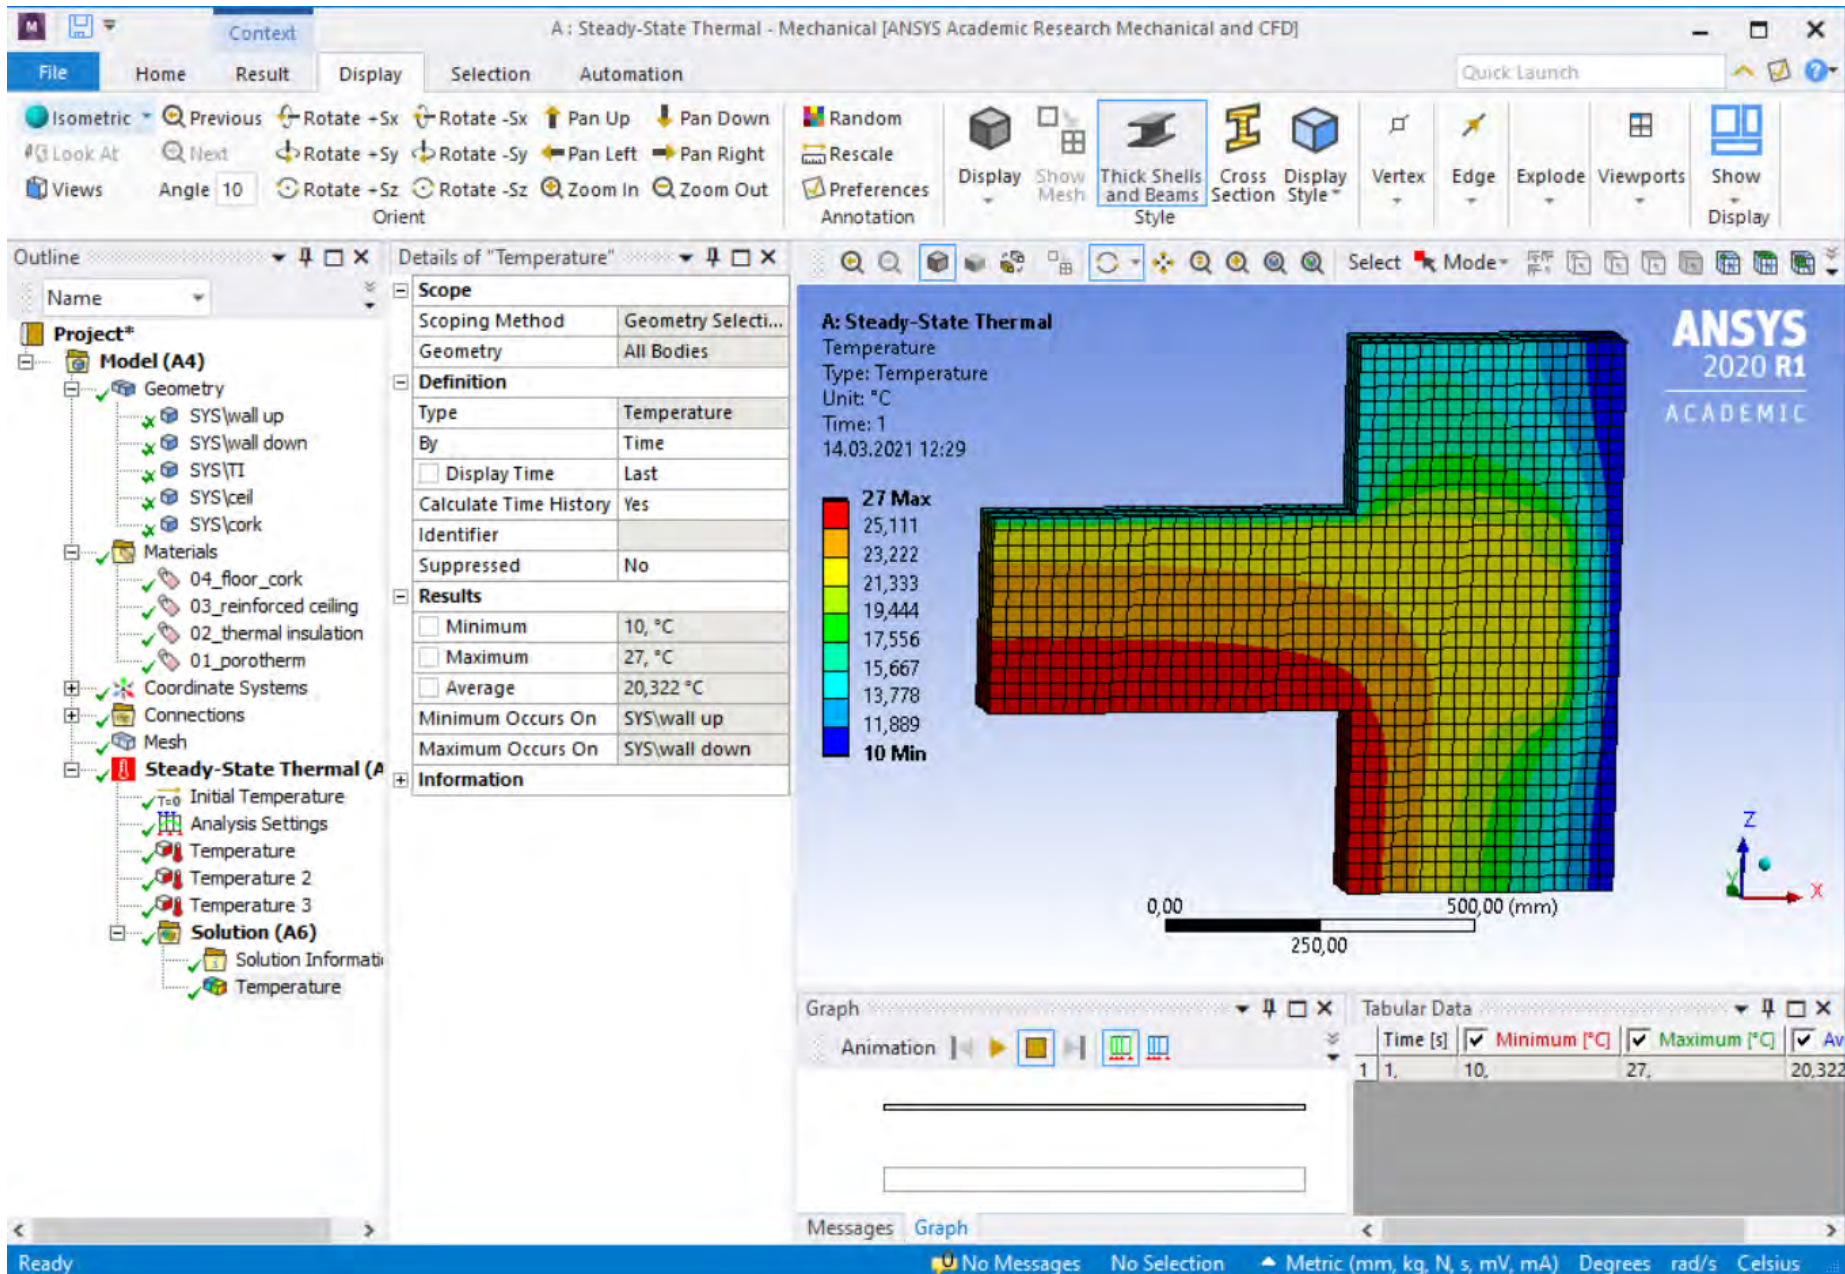 M
Context
A : Steady-State Thermal - Mechanical [ANSYS Academic Research Mechanical and CFD]
File Home Result Display Selection Automation
Quick Launch
Isometric Previous Rotate +Sx Rotate -Sx Pan Up Pan Down
Look At Next Rotate +Sy Rotate -Sy Pan Left Pan Right
Views Angle 10 Rotate +Sz Rotate -Sz Zoom In Zoom Out
Orient
Random
Rescale
Preferences
Annotation
Display
Show Mesh
Thick Shells and Beams
Cross Section
Display Style
Style
Vertex
Edge
Explode
Viewports
Show
Display
Outline
Name
Project*
Model (A4)
Geometry
SYS\wall up
SYS\wall down
SYS\TI
SYS\ceil
SYS\cork
Materials
04_floor_cork
03_reinforced ceiling
02_thermal insulation
01_porotherm
Coordinate Systems
Connections
Mesh
Steady-State Thermal (A
T=0 Initial Temperature
Analysis Settings
Temperature
Temperature 2
Temperature 3
Solution (A6)
Solution Informati
Temperature
Details of "Temperature"
Scope
Scoping Method Geometry Selecti...
Geometry All Bodies
Definition
Type Temperature
By Time
Display Time Last
Calculate Time History Yes
Identifier
Suppressed No
Results
Minimum 10, °C
Maximum 27, °C
Average 20,322 °C
Minimum Occurs On SYS\wall up
Maximum Occurs On SYS\wall down
Information
Select Mode
A: Steady-State Thermal
Temperature
Type: Temperature
Unit: °C
Time: 1
14.03.2021 12:29
27 Max
25,111
23,222
21,333
19,444
17,556
15,667
13,778
11,889
10 Min
ANSYS
2020 R1
ACADEMIC
Z
Y
X
0,00 500,00 (mm)
250,00
Graph
Animation
Messages Graph
Tabular Data
Time [s] Minimum [°C] Maximum [°C] Av
1 1, 10, 27, 20,322
Ready
0 No Messages No Selection Metric (mm, kg, N, s, mV, mA) Degrees rad/s Celsius